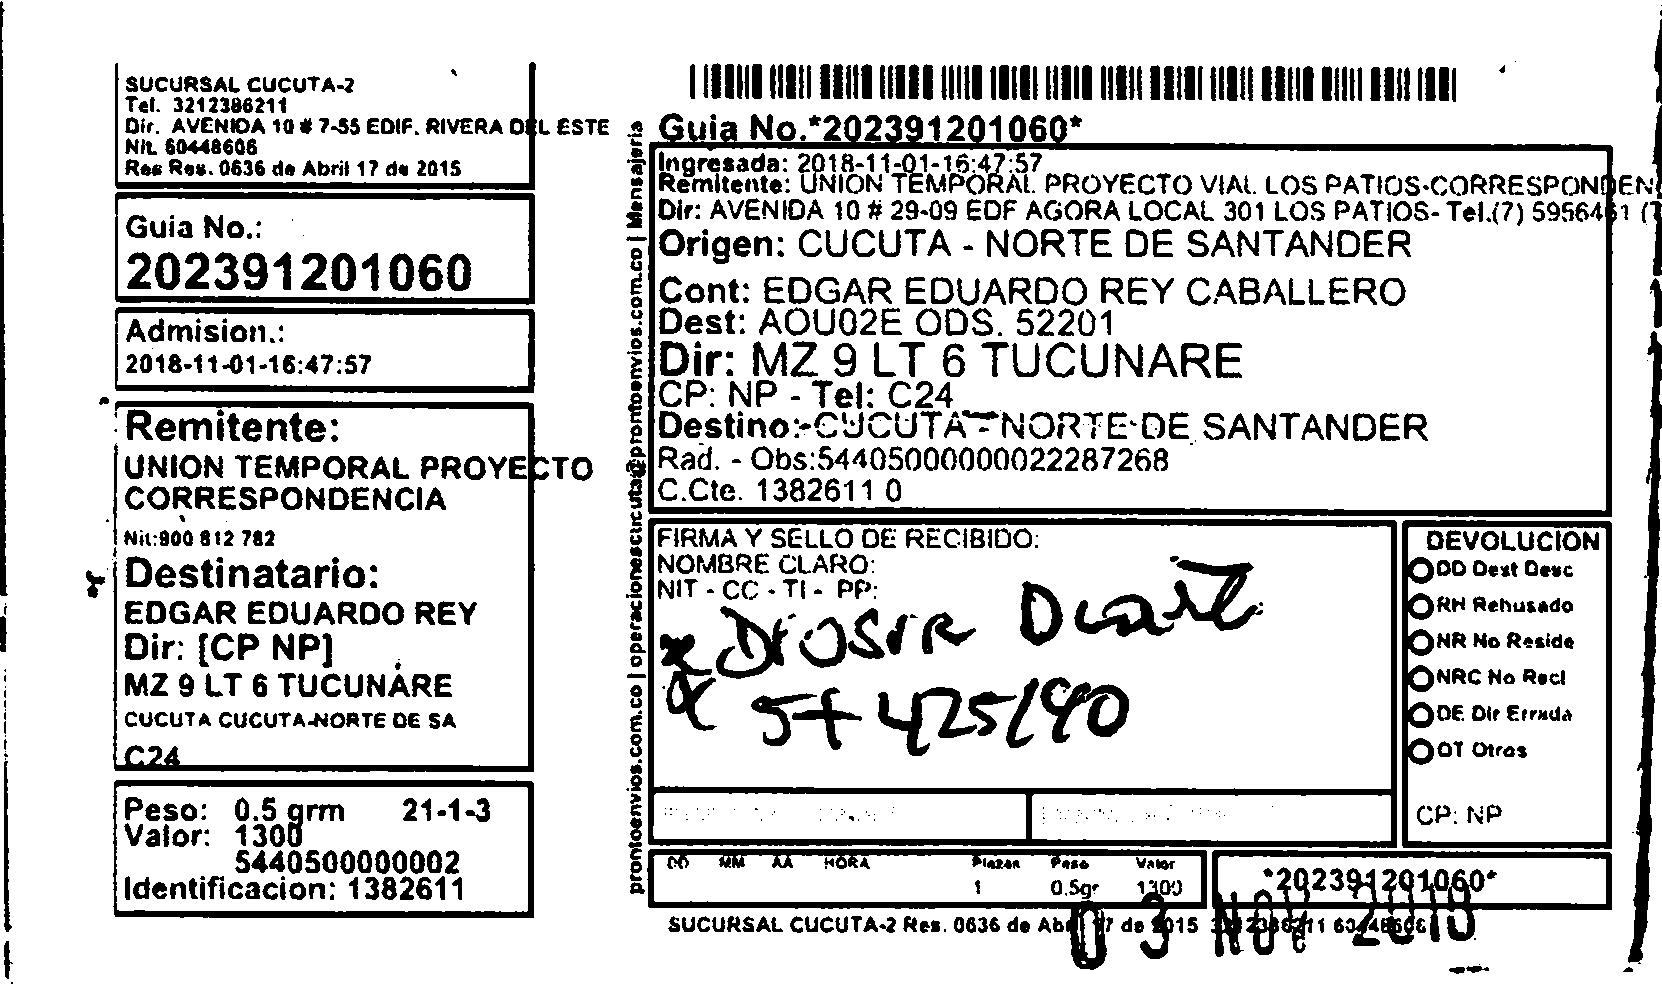 SUCURSAL CUCUTA-2
Tel. 3212386211
Dir. AVENIDA 10 # 7-55 EDIF. RIVERA DEL ESTE
Nit. 60448606
Res Res. 0636 de Abril 17 de 2015
Guia No.:
202391201060
Admision.:
2018-11-01-16:47:57
Remitente:
UNION TEMPORAL PROYECTO
CORRESPONDENCIA
Nit:900 812 782
Destinatario:
EDGAR EDUARDO REY
Dir: [CP NP]
MZ 9 LT 6 TUCUNARE
CUCUTA CUCUTA-NORTE DE SA
C24
Peso: 0.5 grm 21-1-3
Valor: 1300
5440500000002
Identificacion: 1382611
prontoenvios.com.co | operacionescucuta@prontoenvios.com.co | Mensajeria
Guia No.*202391201060*
Ingresada: 2018-11-01-16:47:57
Remitente: UNION TEMPORAL PROYECTO VIAL LOS PATIOS-CORRESPONDEN
Dir: AVENIDA 10 # 29-09 EDF AGORA LOCAL 301 LOS PATIOS- Tel.(7) 5956461 (7
Origen: CUCUTA - NORTE DE SANTANDER
Cont: EDGAR EDUARDO REY CABALLERO
Dest: AOU02E ODS. 52201
Dir: MZ 9 LT 6 TUCUNARE
CP: NP - Tel: C24
Destino: CUCUTA - NORTE DE SANTANDER
Rad. - Obs:544050000000022287268
C.Cte. 1382611 0
FIRMA Y SELLO DE RECIBIDO:
NOMBRE CLARO:
NIT - CC - TI - PP:
Duarte
DEVOLUCION
DD Dest Desc
RH Rehusado
NR No Reside
NRC No Recl
DE Dir Errada
OT Otros
CP: NP
DD MM AA HORA Piezas Peso Valor
1 0.5gr 1300
*202391201060*
SUCURSAL CUCUTA-2 Res. 0636 de Abril 17 de 2015 3212386211 60448606
03 NOV 2018